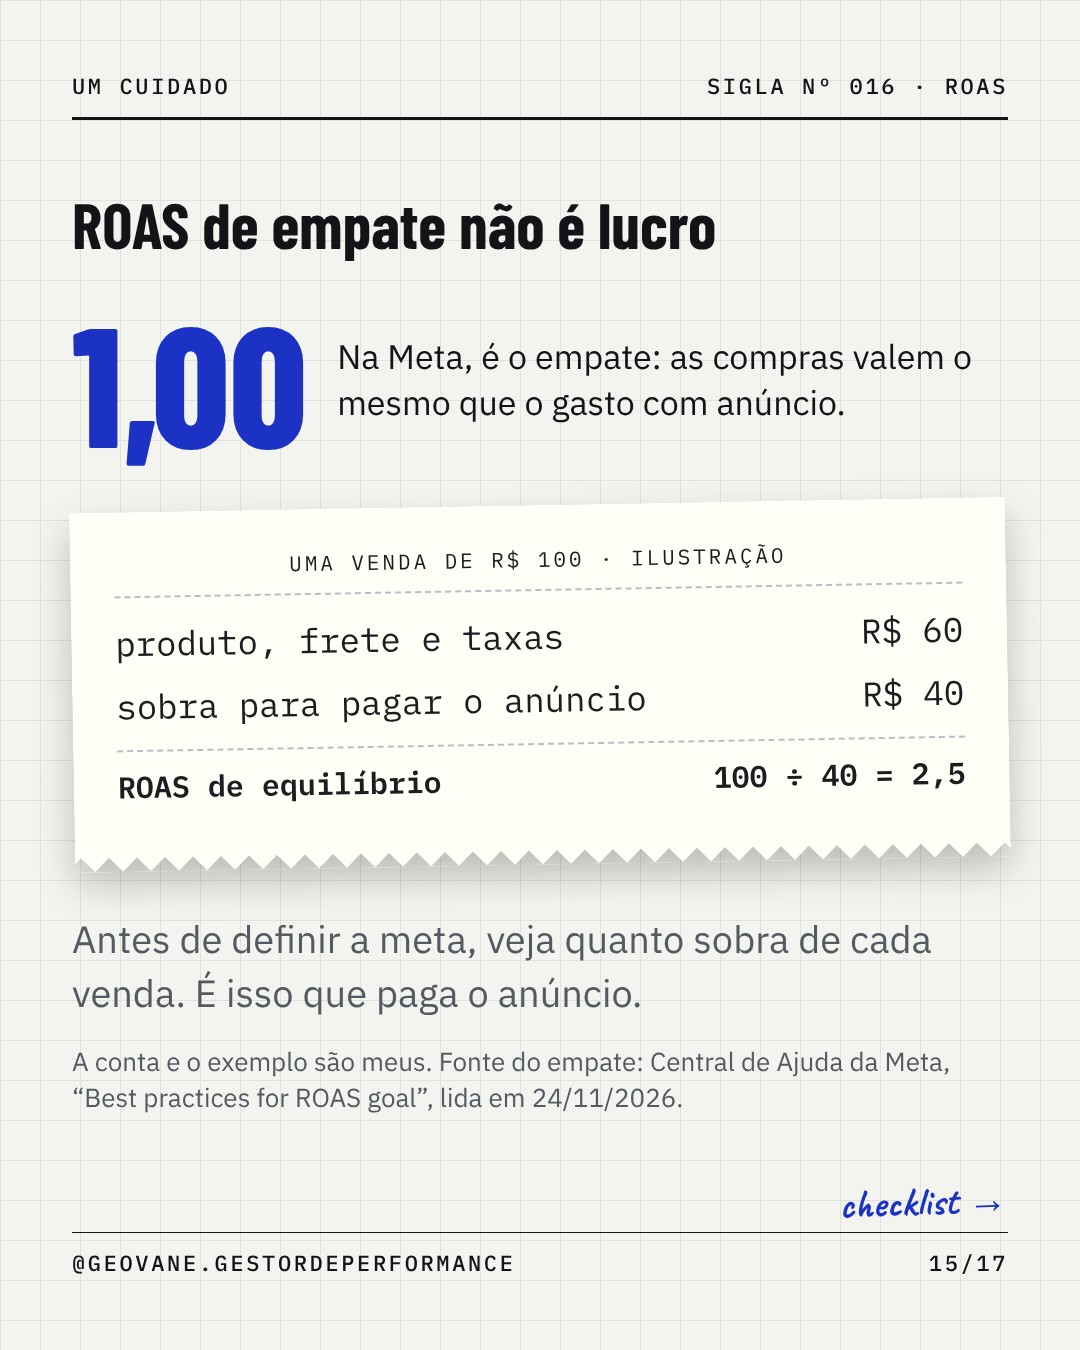 UM CUIDADO
SIGLA Nº 016 · ROAS
ROAS de empate não é lucro
1,00
Na Meta, é o empate: as compras valem o
mesmo que o gasto com anúncio.
UMA VENDA DE R$ 100 · ILUSTRAÇÃO
produto, frete e taxas R$ 60
sobra para pagar o anúncio R$ 40
ROAS de equilíbrio 100 ÷ 40 = 2,5
Antes de definir a meta, veja quanto sobra de cada
venda. É isso que paga o anúncio.
A conta e o exemplo são meus. Fonte do empate: Central de Ajuda da Meta,
“Best practices for ROAS goal”, lida em 24/11/2026.
checklist →
@GEOVANE.GESTORDEPERFORMANCE
15/17